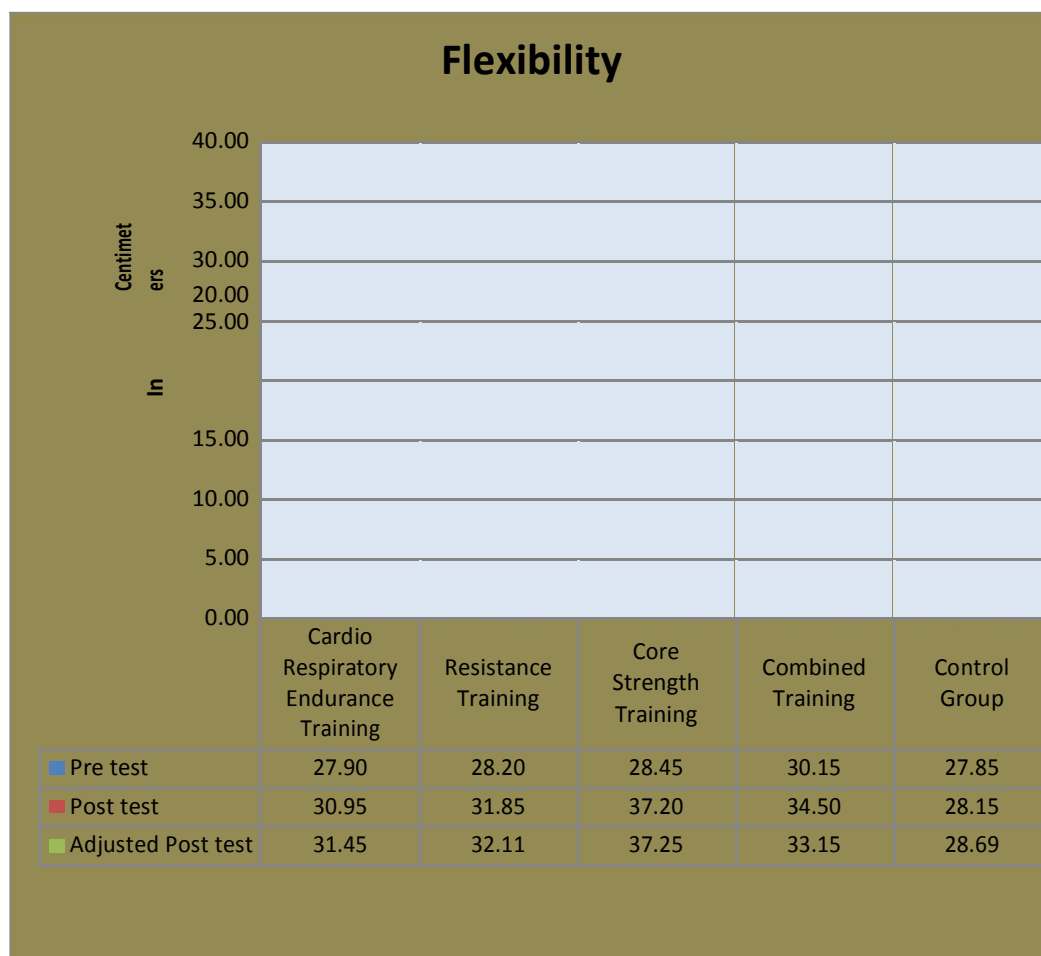 Flexibility
40.00
35.00
30.00
20.00
25.00
15.00
10.00
5.00
0.00
Centimet
ers
In
Cardio
Respiratory
Endurance
Training
Resistance
Training
Core
Strength
Training
Combined
Training
Control
Group
Pre test 27.90 28.20 28.45 30.15 27.85
Post test 30.95 31.85 37.20 34.50 28.15
Adjusted Post test 31.45 32.11 37.25 33.15 28.69